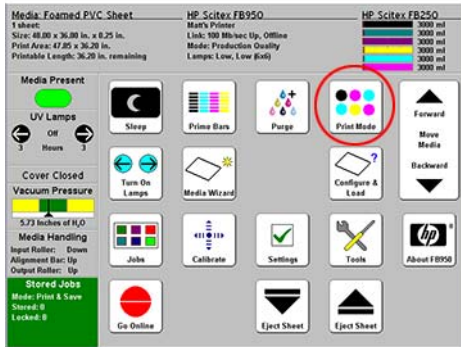 Media: Foamed PVC Sheet
1 sheet:
Size: 48.00 x 36.00 in. x 0.25 in.
Print Area: 47.85 x 36.20 in.
Printable Length: 36.20 in. remaining
HP Scitex FB950
Matt's Printer
Link: 100 Mb/sec Up, Offline
Mode: Production Quality
Lamps: Low, Low (6x6)
HP Scitex FB250
3000 ml
3000 ml
3000 ml
3000 ml
3000 ml
3000 ml
Media Present
UV Lamps
Off
3 Hours 3
Cover Closed
Vacuum Pressure
5.73 Inches of H₂O
Media Handling
Input Roller: Down
Alignment Bar: Up
Output Roller: Up
Stored Jobs
Mode: Print & Save
Stored: 0
Locked: 0
Sleep
Prime Bars
Purge
Print Mode
Forward
Move
Media
Backward
Turn On
Lamps
Media Wizard
?
Configure &
Load
Jobs
Calibrate
Settings
Tools
hp
About FB950
Go Online
Eject Sheet
Eject Sheet